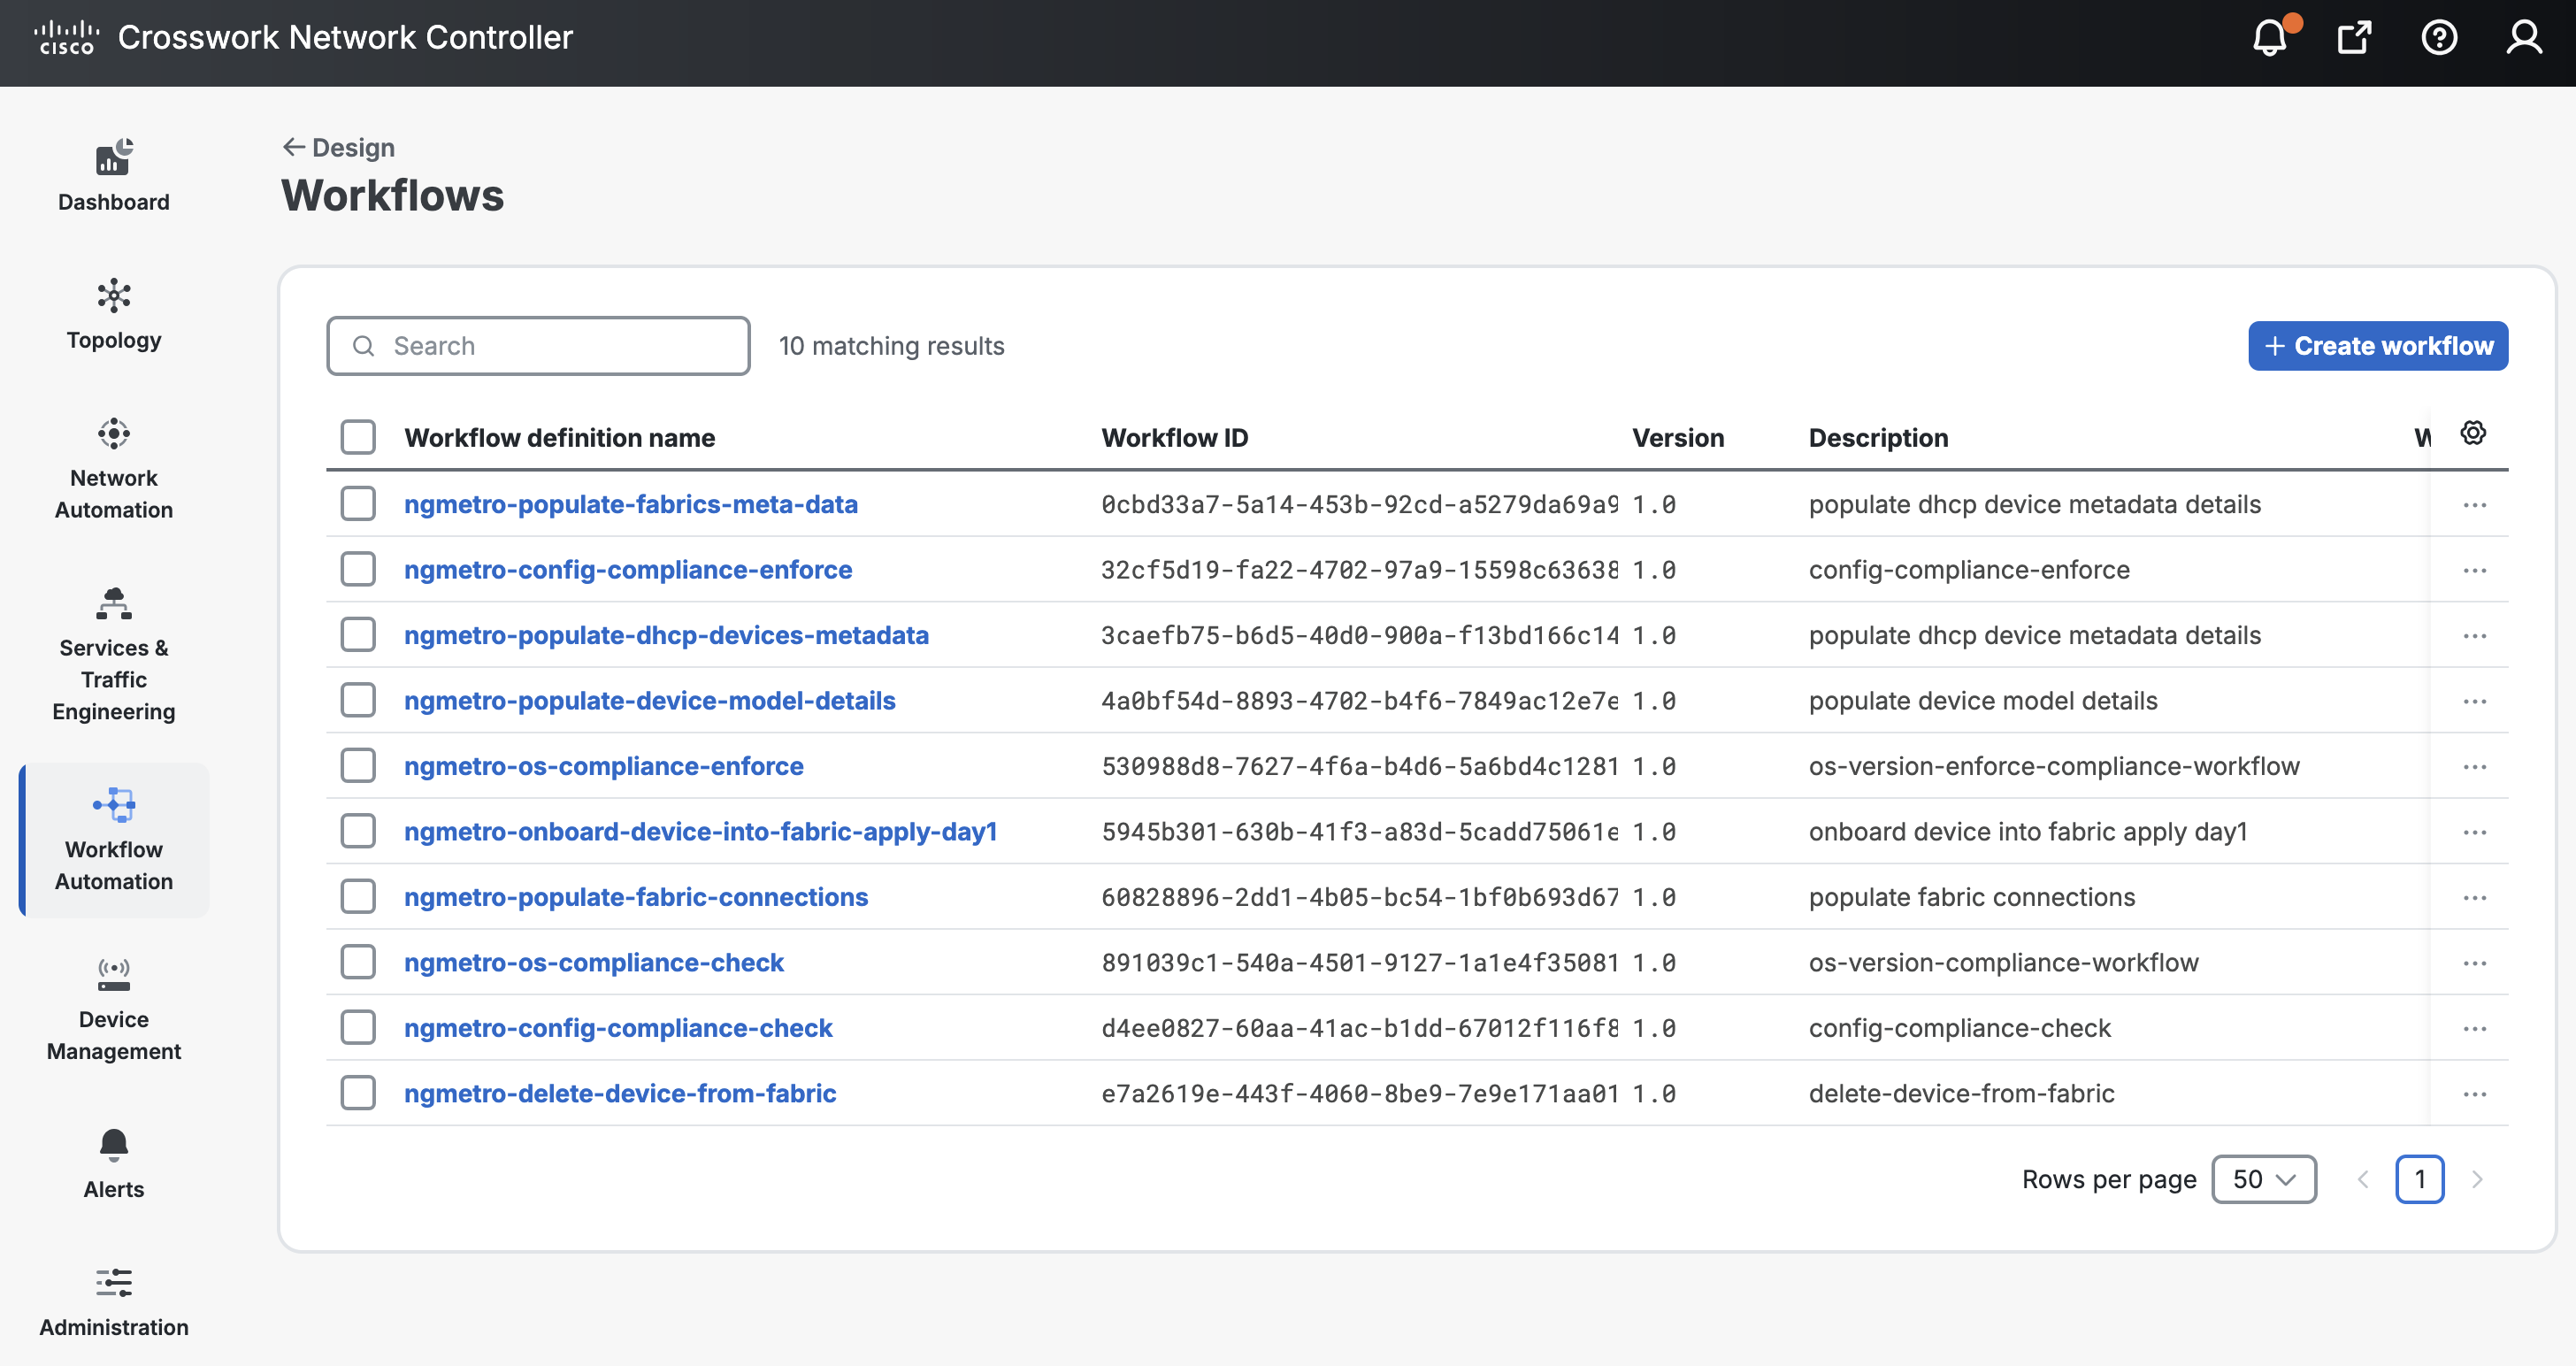 CISCO Crosswork Network Controller
Dashboard
Topology
Network
Automation
Services &
Traffic
Engineering
Workflow
Automation
Device
Management
Alerts
Administration
← Design
Workflows
Search 10 matching results + Create workflow
Workflow definition name Workflow ID Version Description W
ngmetro-populate-fabrics-meta-data 0cbd33a7-5a14-453b-92cd-a5279da69a9 1.0 populate dhcp device metadata details ...
ngmetro-config-compliance-enforce 32cf5d19-fa22-4702-97a9-15598c63638 1.0 config-compliance-enforce ...
ngmetro-populate-dhcp-devices-metadata 3caefb75-b6d5-40d0-900a-f13bd166c14 1.0 populate dhcp device metadata details ...
ngmetro-populate-device-model-details 4a0bf54d-8893-4702-b4f6-7849ac12e7e 1.0 populate device model details ...
ngmetro-os-compliance-enforce 530988d8-7627-4f6a-b4d6-5a6bd4c1281 1.0 os-version-enforce-compliance-workflow ...
ngmetro-onboard-device-into-fabric-apply-day1 5945b301-630b-41f3-a83d-5cadd75061e 1.0 onboard device into fabric apply day1 ...
ngmetro-populate-fabric-connections 60828896-2dd1-4b05-bc54-1bf0b693d67 1.0 populate fabric connections ...
ngmetro-os-compliance-check 891039c1-540a-4501-9127-1a1e4f35081 1.0 os-version-compliance-workflow ...
ngmetro-config-compliance-check d4ee0827-60aa-41ac-b1dd-67012f116f8 1.0 config-compliance-check ...
ngmetro-delete-device-from-fabric e7a2619e-443f-4060-8be9-7e9e171aa01 1.0 delete-device-from-fabric ...
Rows per page 50 1